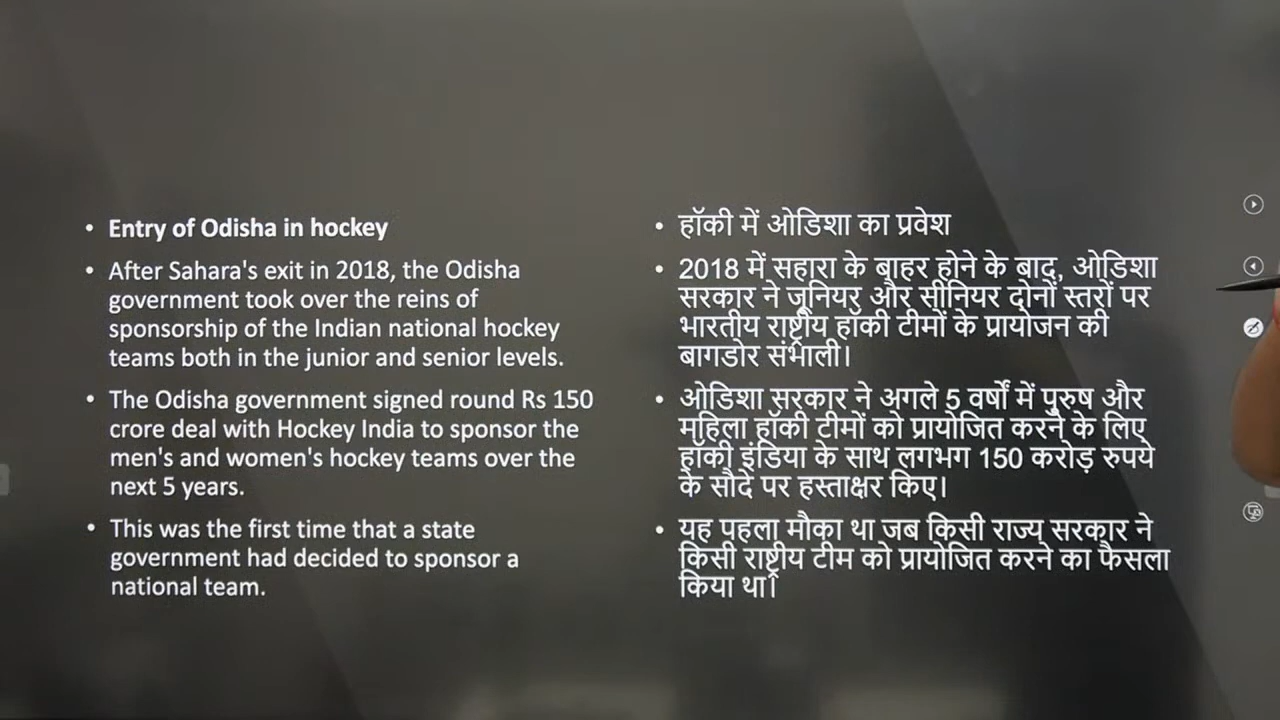 • Entry of Odisha in hockey
• After Sahara's exit in 2018, the Odisha
government took over the reins of
sponsorship of the Indian national hockey
teams both in the junior and senior levels.
• The Odisha government signed round Rs 150
crore deal with Hockey India to sponsor the
men's and women's hockey teams over the
next 5 years.
• This was the first time that a state
government had decided to sponsor a
national team.
• हॉकी में ओडिशा का प्रवेश
• 2018 में सहारा के बाहर होने के बाद, ओडिशा
सरकार ने जूनियर और सीनियर दोनों स्तरों पर
भारतीय राष्ट्रीय हॉकी टीमों के प्रायोजन की
बागडोर संभाली।
• ओडिशा सरकार ने अगले 5 वर्षों में पुरुष और
महिला हॉकी टीमों को प्रायोजित करने के लिए
हॉकी इंडिया के साथ लगभग 150 करोड़ रुपये
के सौदे पर हस्ताक्षर किए।
• यह पहला मौका था जब किसी राज्य सरकार ने
किसी राष्ट्रीय टीम को प्रायोजित करने का फैसला
किया था।